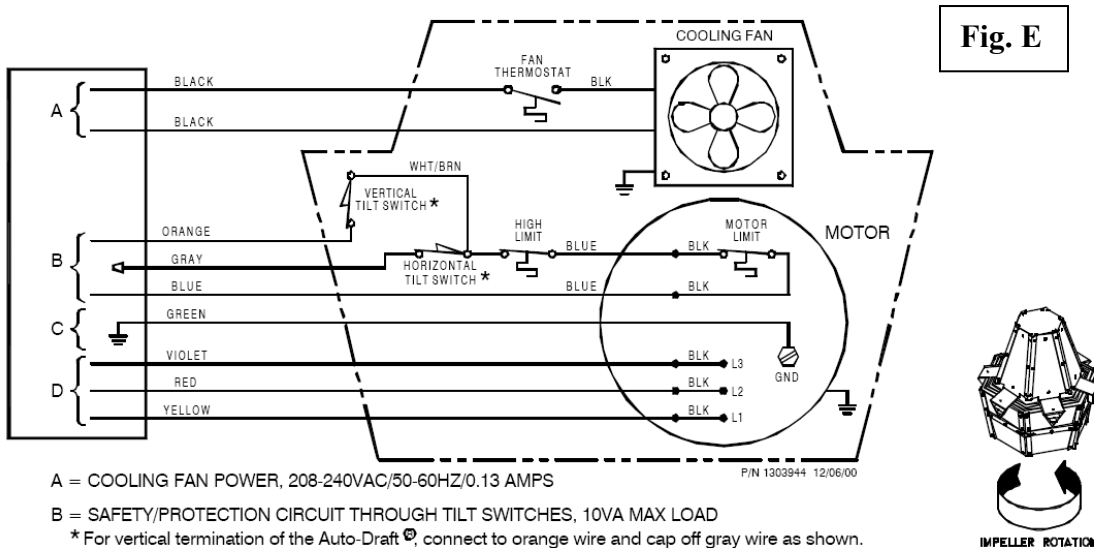 Fig. E
COOLING FAN
FAN
THERMOSTAT
BLACK
BLK
A
BLACK
WHT/BRN
VERTICAL
TILT SWITCH *
ORANGE
HIGH
LIMIT
MOTOR
LIMIT
MOTOR
B
GRAY
BLUE
BLK
HORIZONTAL
TILT SWITCH *
BLUE
BLUE
BLK
GREEN
C
VIOLET
BLK
L3
GND
D
RED
BLK
L2
YELLOW
BLK
L1
P/N 1303944 12/06/00
A = COOLING FAN POWER, 208-240VAC/50-60HZ/0.13 AMPS
B = SAFETY/PROTECTION CIRCUIT THROUGH TILT SWITCHES, 10VA MAX LOAD
* For vertical termination of the Auto-Draft ®, connect to orange wire and cap off gray wire as shown.
IMPELLER ROTATION